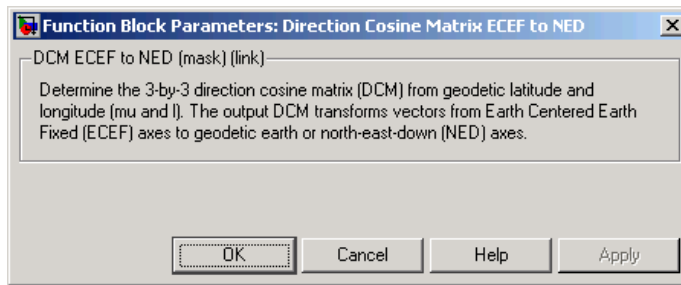 Function Block Parameters: Direction Cosine Matrix ECEF to NED
DCM ECEF to NED (mask) (link)
Determine the 3-by-3 direction cosine matrix (DCM) from geodetic latitude and
longitude (mu and l). The output DCM transforms vectors from Earth Centered Earth
Fixed (ECEF) axes to geodetic earth or north-east-down (NED) axes.
OK Cancel Help Apply